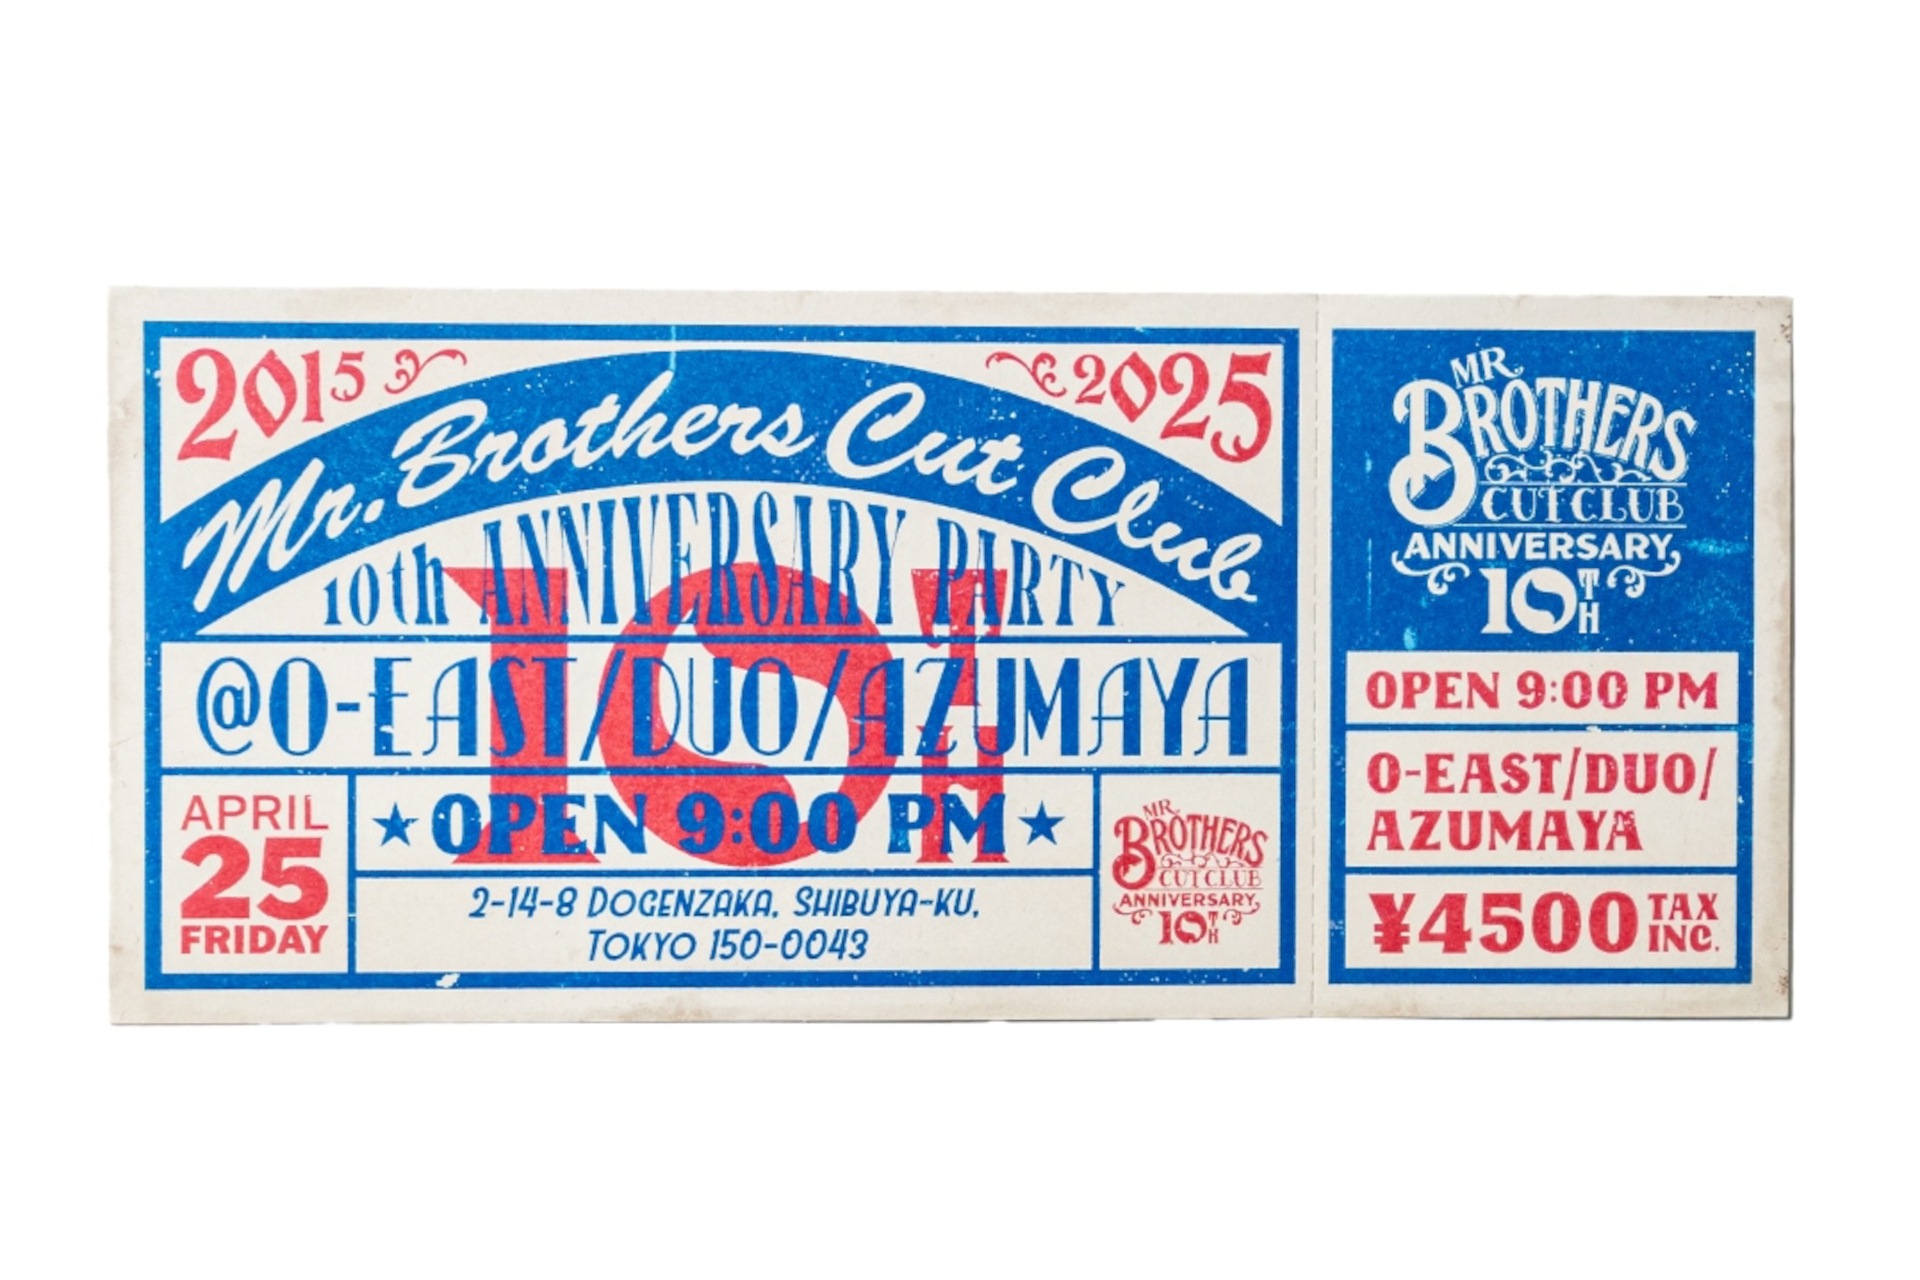 2015
2025
Mr. Brothers Cut Club
10th ANNIVERSARY PARTY
10TH
@O-EAST/DUO/AZUMAYA
APRIL
25
FRIDAY
★OPEN 9:00 PM★
2-14-8 DOGENZAKA, SHIBUYA-KU,
TOKYO 150-0043
MR.
BROTHERS
CUT CLUB
ANNIVERSARY
10TH
MR.
BROTHERS
CUT CLUB
ANNIVERSARY
10TH
OPEN 9:00 PM
O-EAST/DUO/
AZUMAYA
¥4500 TAX INC.